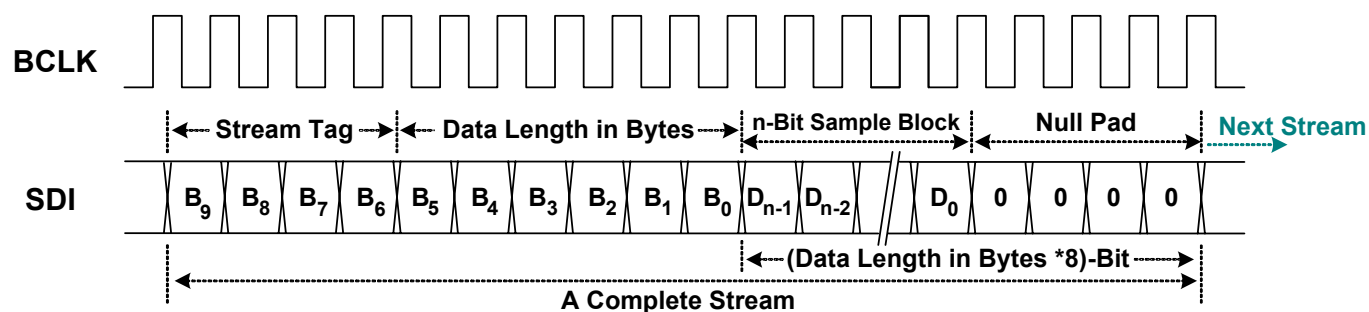 BCLK
Stream Tag Data Length in Bytes n-Bit Sample Block Null Pad Next Stream
SDI B9 B8 B7 B6 B5 B4 B3 B2 B1 B0 Dn-1 Dn-2 D0 0 0 0 0
(Data Length in Bytes *8)-Bit
A Complete Stream